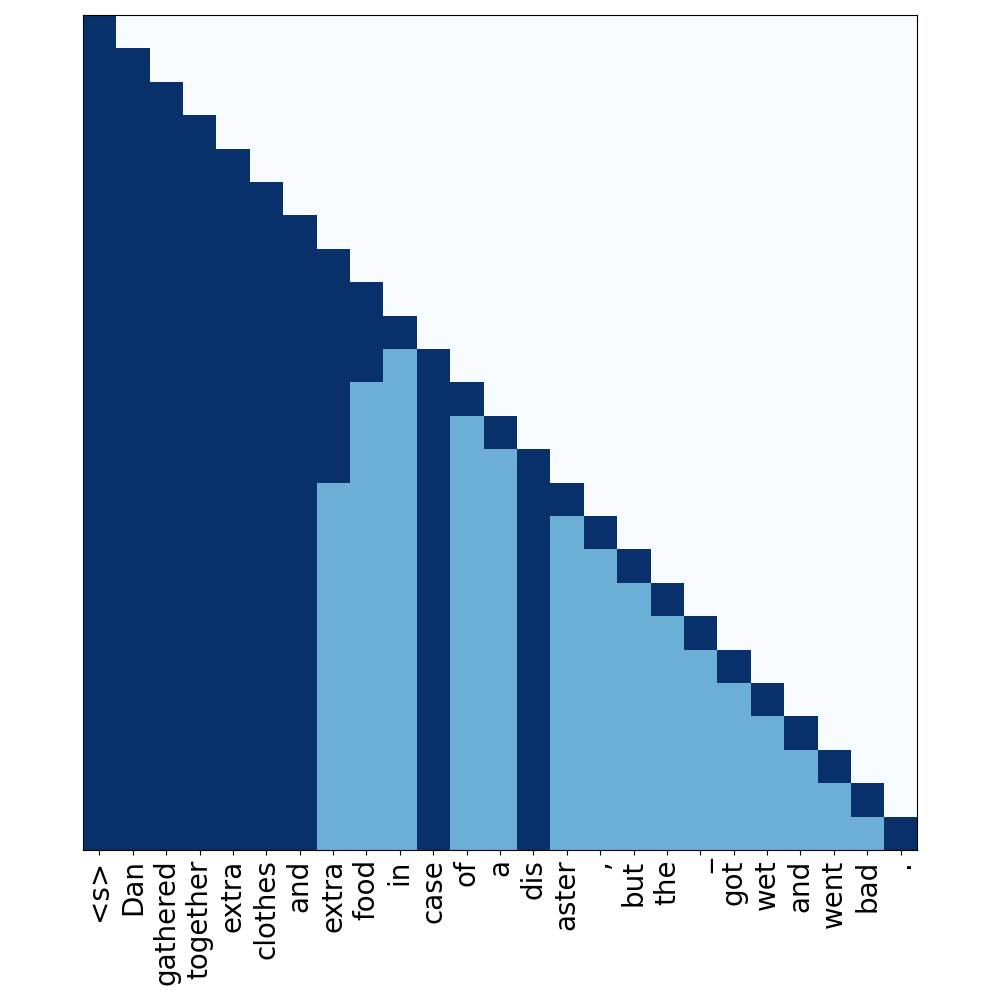 <s>
Dan
gathered
together
extra
clothes
and
extra
food
in
case
of
a
dis
aster
,
but
the
_
got
wet
and
went
bad
.